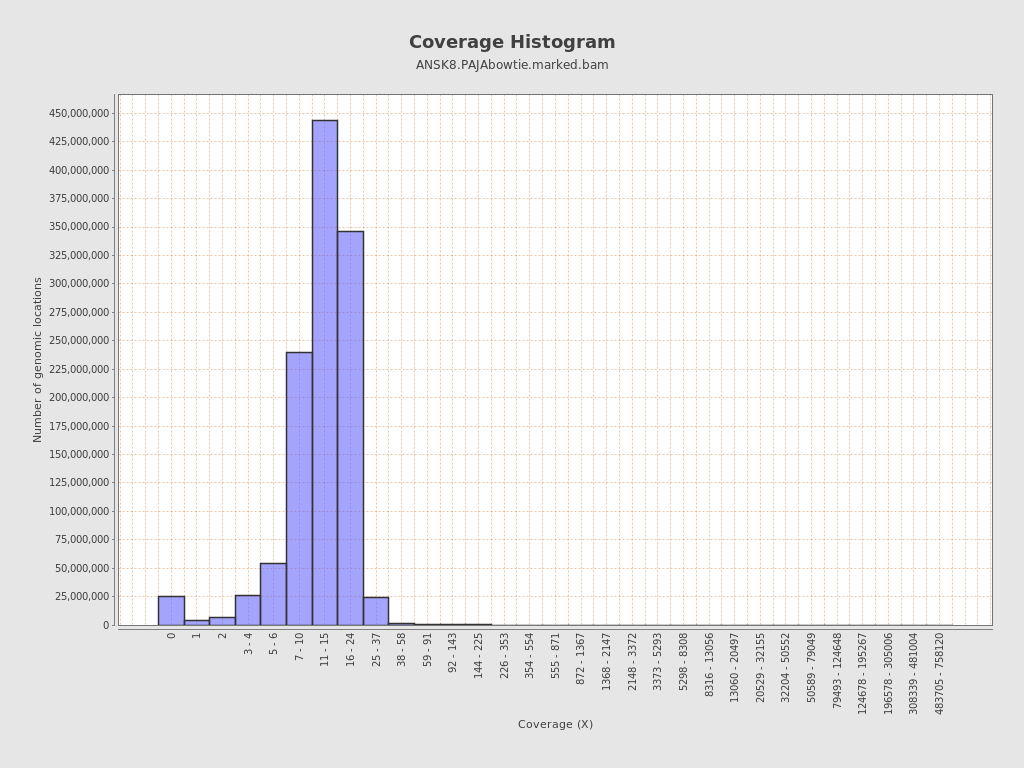 Coverage Histogram
ANSK8.PAJAbowtie.marked.bam
Number of genomic locations
450,000,000
425,000,000
400,000,000
375,000,000
350,000,000
325,000,000
300,000,000
275,000,000
250,000,000
225,000,000
200,000,000
175,000,000
150,000,000
125,000,000
100,000,000
75,000,000
50,000,000
25,000,000
0
0
1
2
3 - 4
5 - 6
7 - 10
11 - 15
16 - 24
25 - 37
38 - 58
59 - 91
92 - 143
144 - 225
226 - 353
354 - 554
555 - 871
872 - 1367
1368 - 2147
2148 - 3372
3373 - 5293
5298 - 8308
8316 - 13056
13060 - 20497
20529 - 32155
32204 - 50552
50589 - 79049
79493 - 124648
124678 - 195267
196578 - 305006
308339 - 481004
483705 - 758120
Coverage (X)